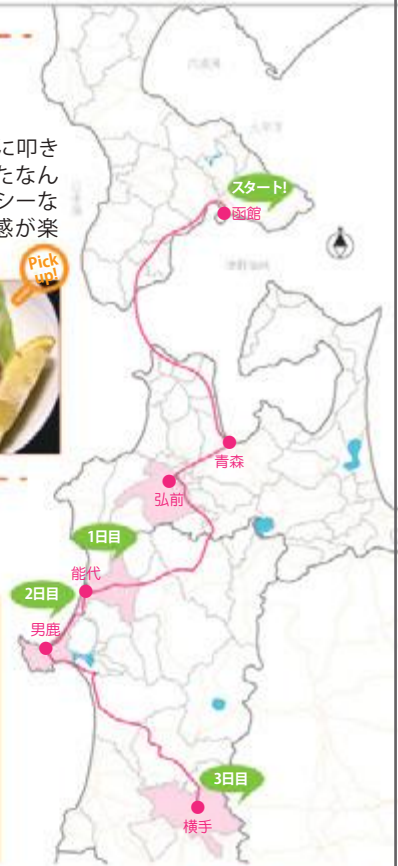 に叩き
たなん
シーな
感が楽
Pick
up!
スタート!
函館
青森
弘前
1日目
能代
2日目
男鹿
3日目
横手